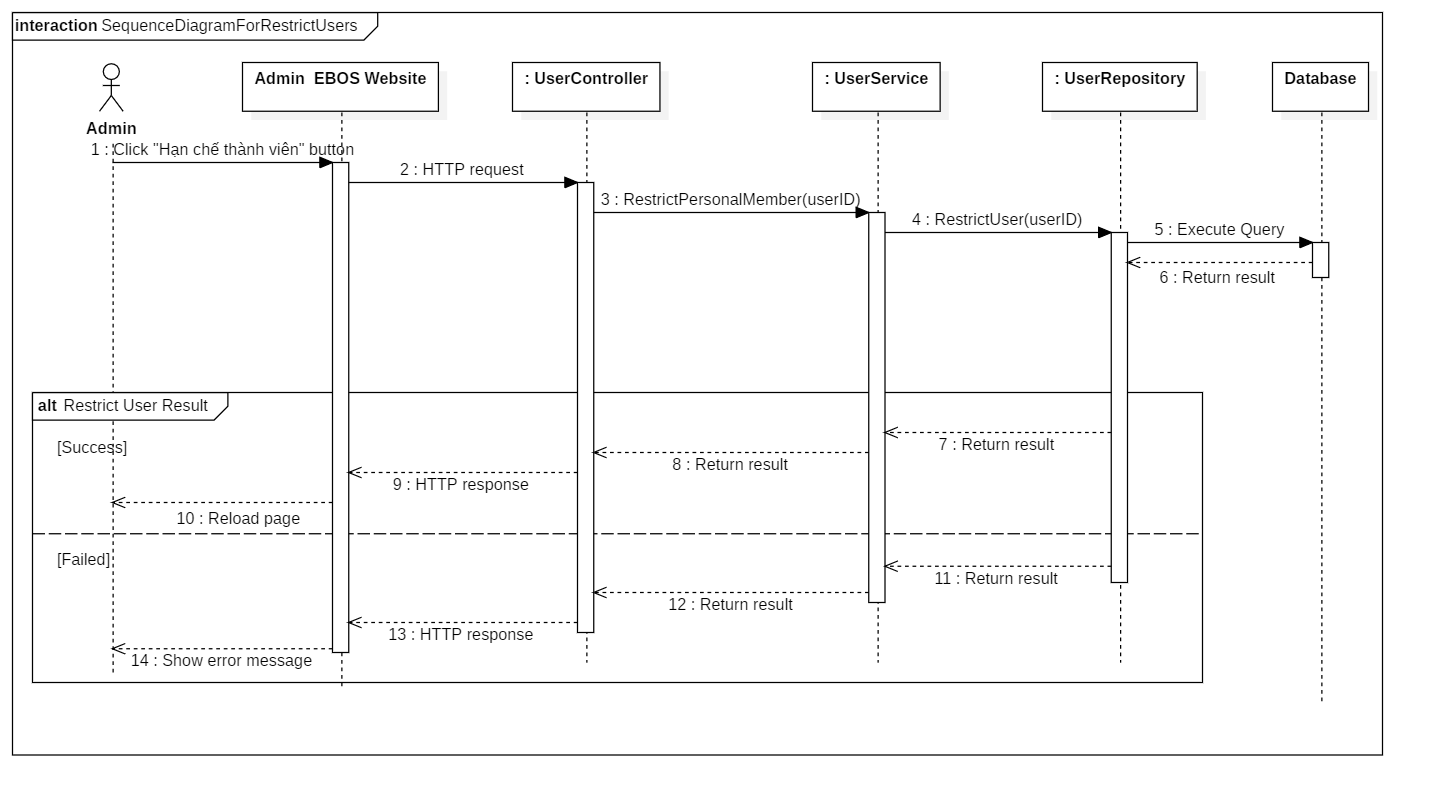 interaction SequenceDiagramForRestrictUsers
Admin EBOS Website
: UserController
: UserService
: UserRepository
Database
Admin
1 : Click "Hạn chế thành viên" button
2 : HTTP request
3 : RestrictPersonalMember(userID)
4 : RestrictUser(userID)
5 : Execute Query
6 : Return result
alt Restrict User Result
[Success]
7 : Return result
8 : Return result
9 : HTTP response
10 : Reload page
[Failed]
11 : Return result
12 : Return result
13 : HTTP response
14 : Show error message